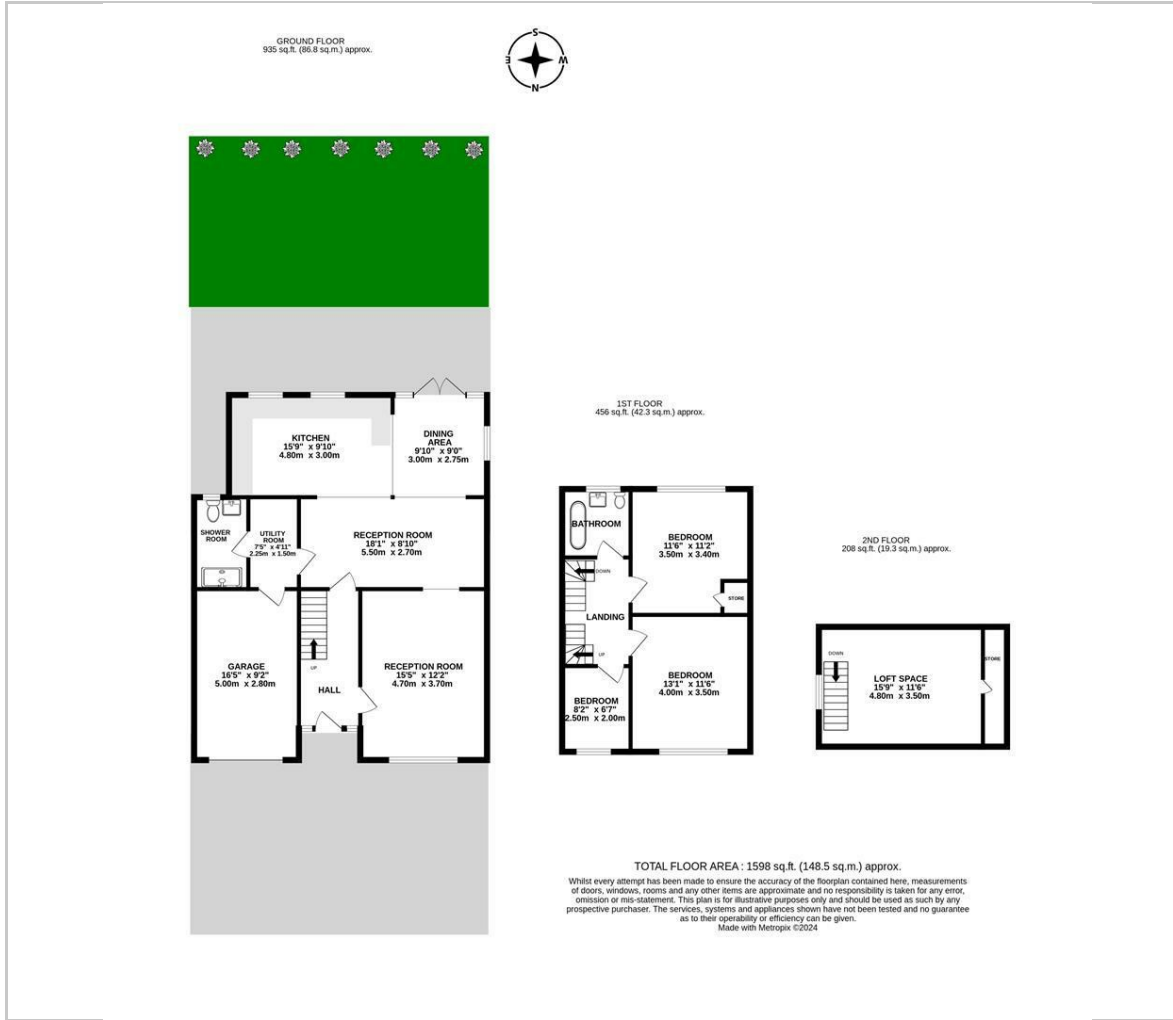 GROUND FLOOR
935 sq.ft. (86.8 sq.m.) approx.
S
E
W
N
KITCHEN
15'9" x 9'10"
4.80m x 3.00m
DINING
AREA
9'10" x 9'0"
3.00m x 2.75m
SHOWER
ROOM
UTILITY
ROOM
7'5" x 4'11"
2.25m x 1.50m
RECEPTION ROOM
18'1" x 8'10"
5.50m x 2.70m
GARAGE
16'5" x 9'2"
5.00m x 2.80m
UP
HALL
RECEPTION ROOM
15'5" x 12'2"
4.70m x 3.70m
1ST FLOOR
456 sq.ft. (42.3 sq.m.) approx.
BATHROOM
BEDROOM
11'6" x 11'2"
3.50m x 3.40m
DOWN
STORE
LANDING
UP
BEDROOM
8'2" x 6'7"
2.50m x 2.00m
BEDROOM
13'1" x 11'6"
4.00m x 3.50m
2ND FLOOR
208 sq.ft. (19.3 sq.m.) approx.
DOWN
LOFT SPACE
15'9" x 11'6"
4.80m x 3.50m
STORE
TOTAL FLOOR AREA : 1598 sq.ft. (148.5 sq.m.) approx.
Whilst every attempt has been made to ensure the accuracy of the floorplan contained here, measurements
of doors, windows, rooms and any other items are approximate and no responsibility is taken for any error,
omission or mis-statement. This plan is for illustrative purposes only and should be used as such by any
prospective purchaser. The services, systems and appliances shown have not been tested and no guarantee
as to their operability or efficiency can be given.
Made with Metropix ©2024